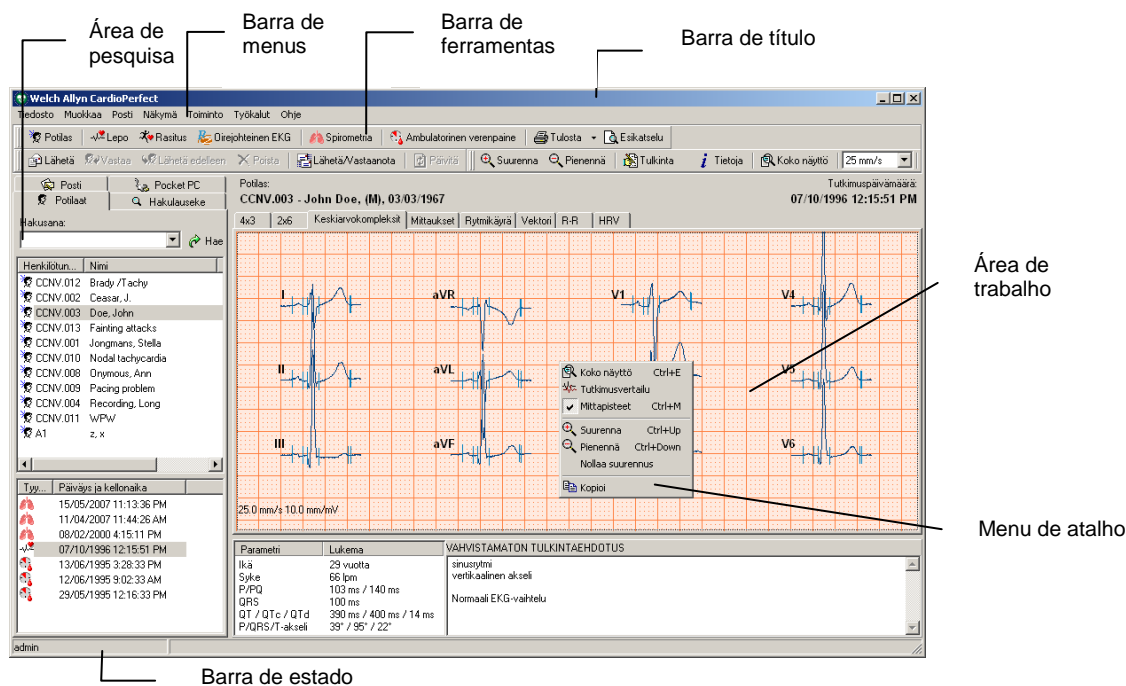 Área de
pesquisa
Barra de
menus
Barra de
ferramentas
Barra de título
Welch Allyn CardioPerfect
Tiedosto Muokkaa Posti Näkymä Toiminto Työkalut Ohje
Potilas Lepo Rasitus Oirejohteinen EKG Spirometria Ambulatorinen verenpaine Tulosta Esikatselu
Lähetä Vastaa Lähetä edelleen Poista Lähetä/Vastaanota Päivitä Suurenna Pienennä Tulkinta Tietoja Koko näyttö 25 mm/s
Posti Pocket PC
Potilaat Hakulauseke
Hakusana:
Hae
Henkilötun... Nimi
CCNV.012 Brady /Tachy
CCNV.002 Ceasar, J.
CCNV.003 Doe, John
CCNV.013 Fainting attacks
CCNV.001 Jongmans, Stella
CCNV.010 Nodal tachycardia
CCNV.008 Onymous, Ann
CCNV.009 Pacing problem
CCNV.004 Recording, Long
CCNV.011 WPW
A1 z, x
Tyy... Päiväys ja kellonaika
15/05/2007 11:13:36 PM
11/04/2007 11:44:26 AM
08/02/2000 4:15:11 PM
07/10/1996 12:15:51 PM
13/06/1995 3:28:33 PM
12/06/1995 9:02:33 AM
29/05/1995 12:16:33 PM
Potilas: Tutkimuspäivämäärä:
CCNV.003 - John Doe, (M), 03/03/1967 07/10/1996 12:15:51 PM
4x3 2x6 Keskiarvokompleksit Mittaukset Rytmikäyrä Vektori R-R HRV
I aVR V1 V4
II aVL V5
III aVF V6
Koko näyttö Ctrl+E
Tutkimusvertailu
Mittapisteet Ctrl+M
Suurenna Ctrl+Up
Pienennä Ctrl+Down
Nollaa suurennus
Kopioi
25.0 mm/s 10.0 mm/mV
Parametri Lukema
Ikä 29 vuotta
Syke 66 lpm
P/PQ 103 ms / 140 ms
QRS 100 ms
QT / QTc / QTd 390 ms / 400 ms / 14 ms
P/QRS/T-akseli 39° / 95° / 22°
VAHVISTAMATON TULKINTAEHDOTUS
sinusrytmi
vertikaalinen akseli
Normaali EKG-vaihtelu
admin
Área de
trabalho
Menu de atalho
Barra de estado